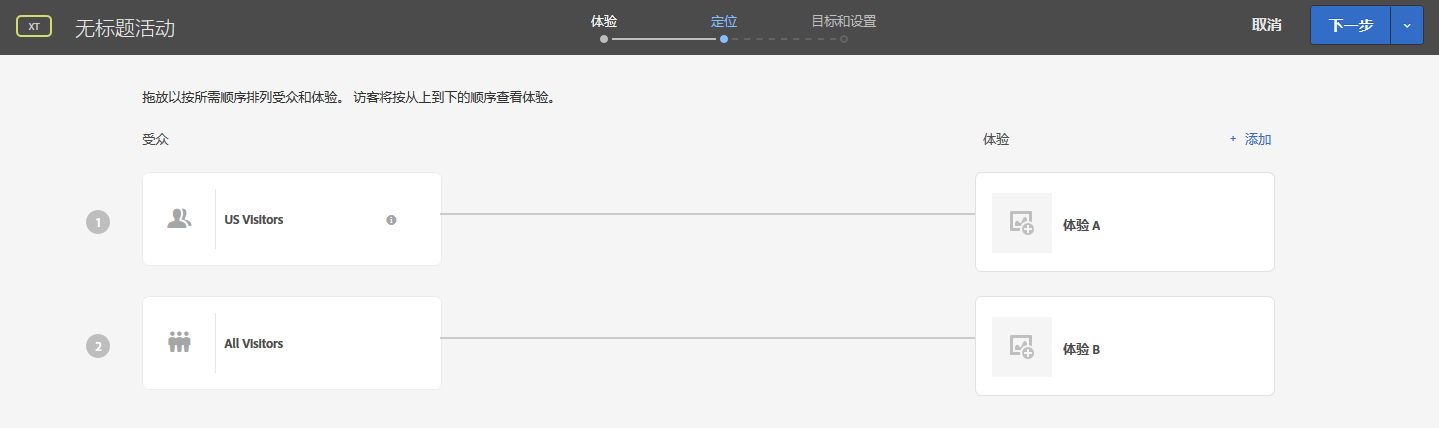 XT 无标题活动 体验 定位 目标和设置 取消 下一步
拖放以按所需顺序排列受众和体验。 访客将按从上到下的顺序查看体验。
受众 体验 + 添加
1 US Visitors 体验 A
2 All Visitors 体验 B